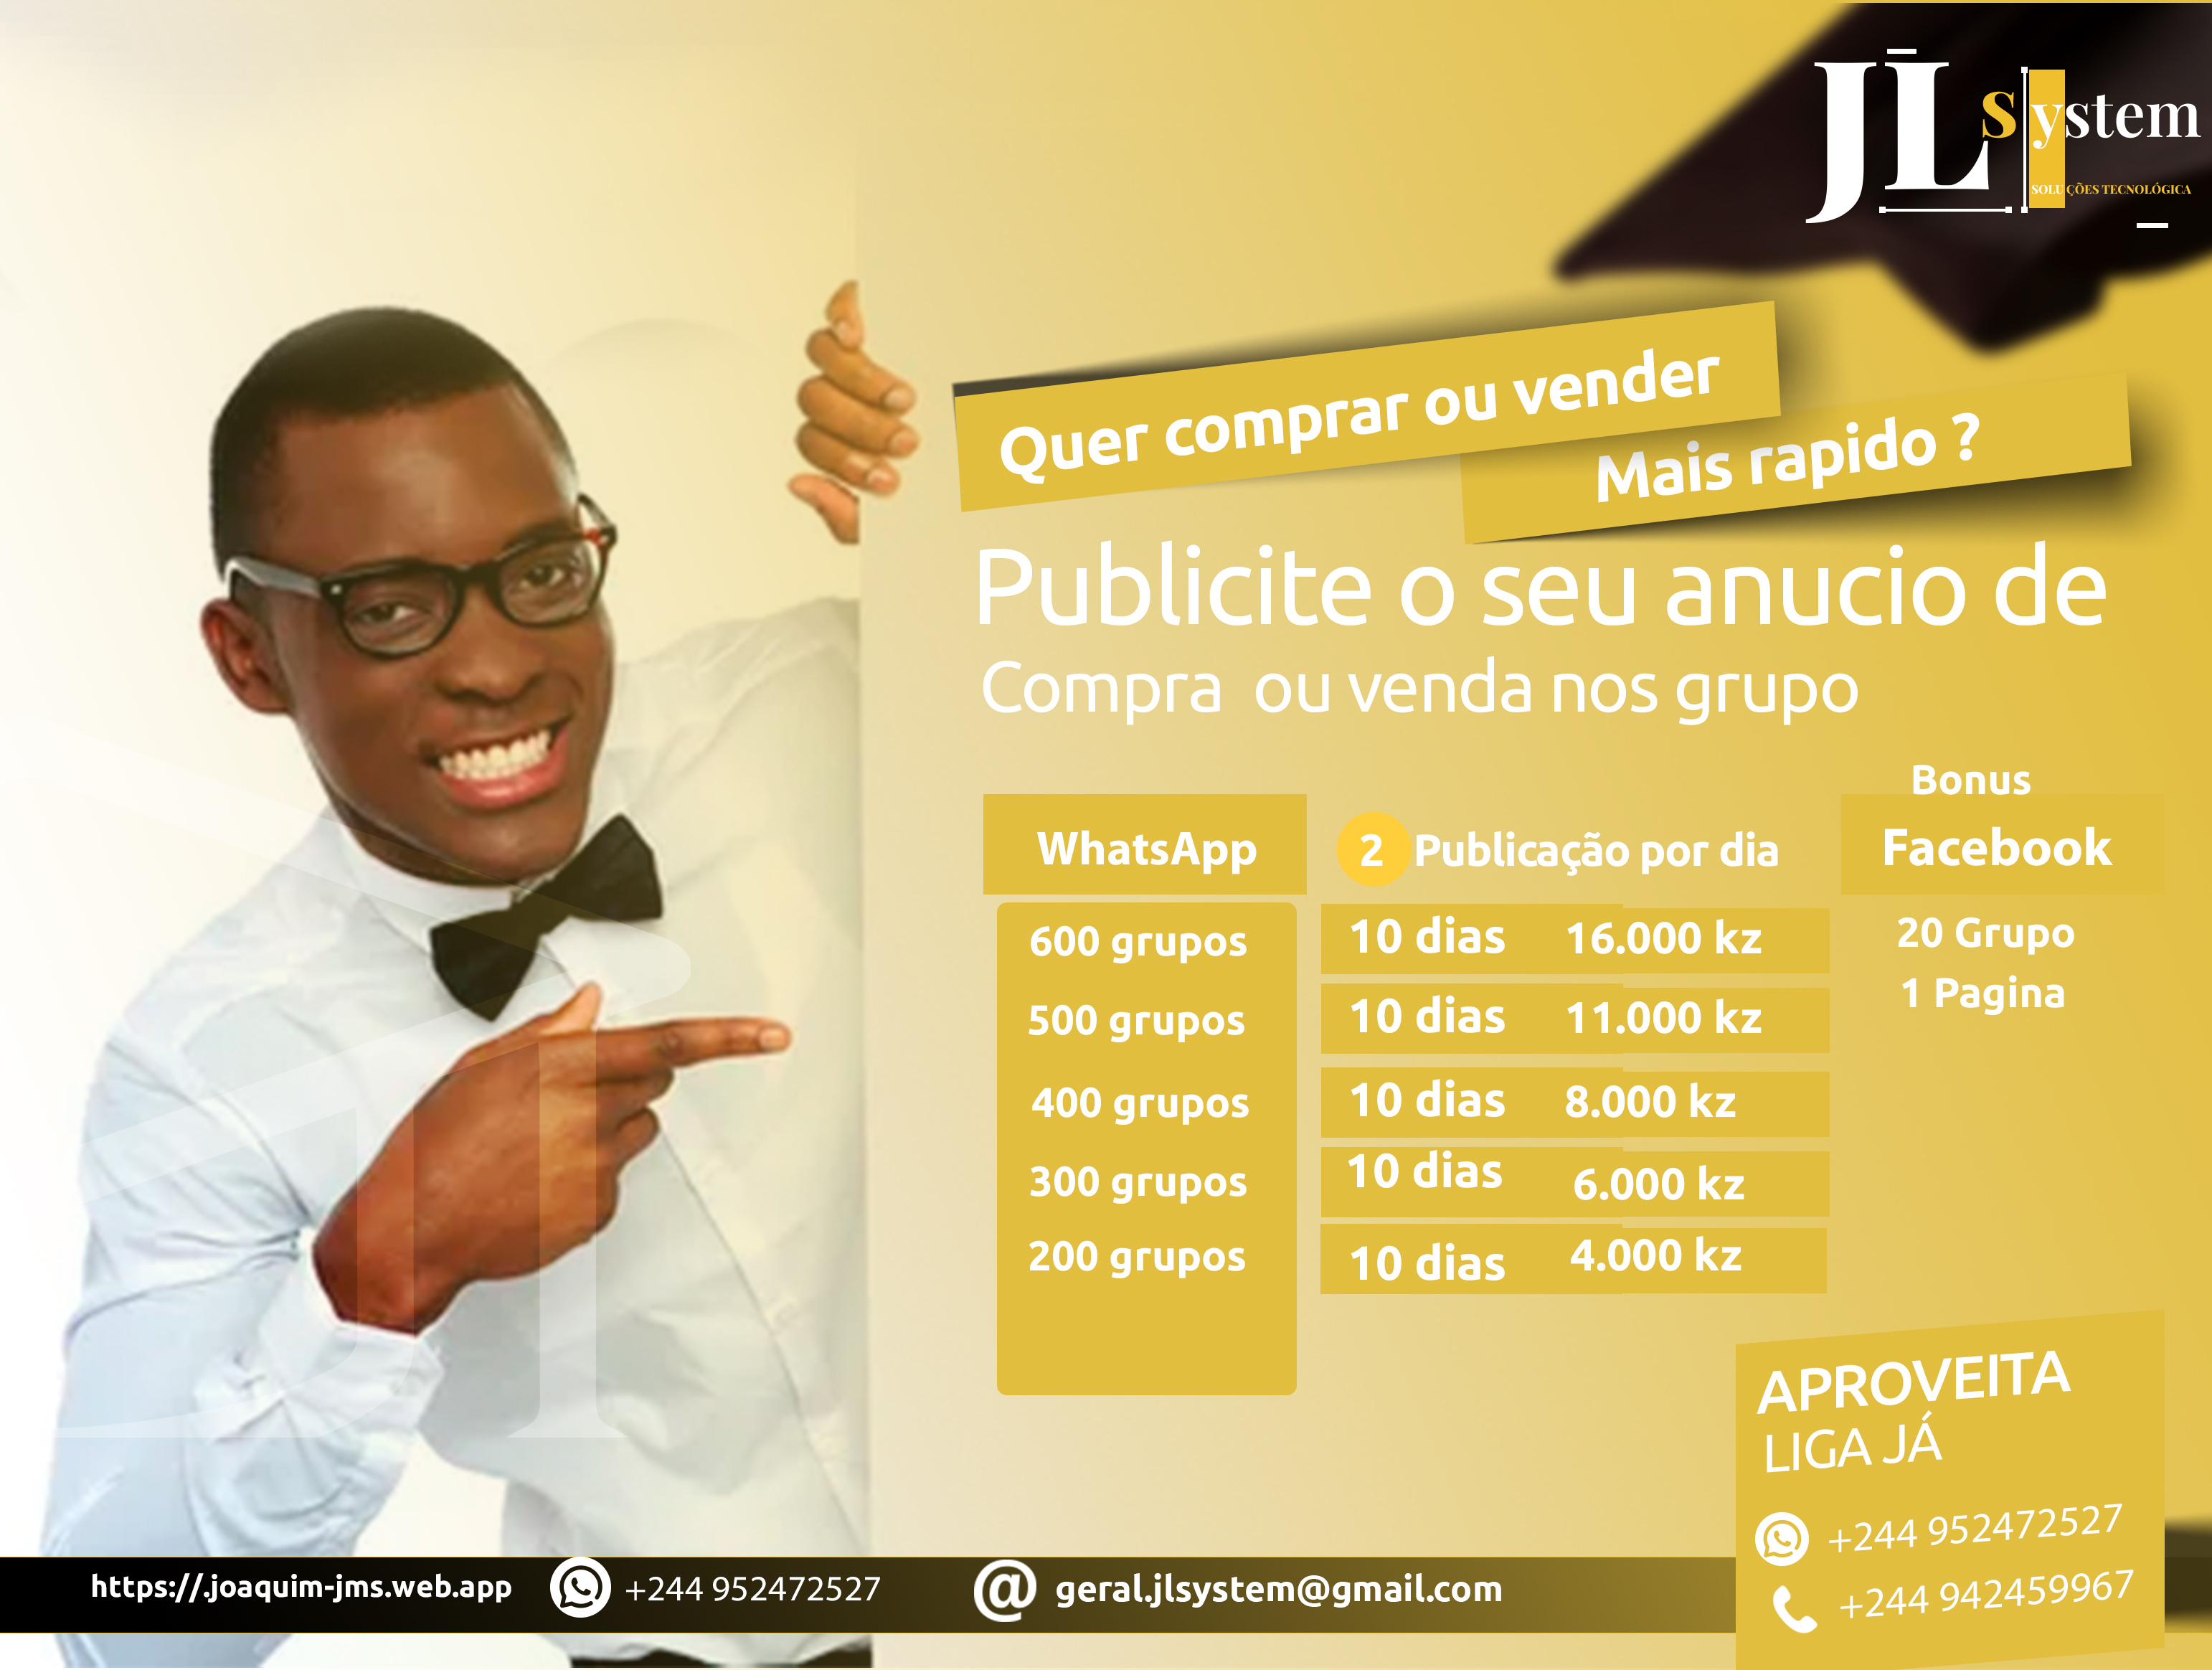 JL System
SOLUÇÕES TECNOLÓGICA
Quer comprar ou vender
Mais rapido ?
Publicite o seu anucio de
Compra ou venda nos grupo
Bonus
WhatsApp 2 Publicação por dia Facebook
600 grupos 10 dias 16.000 kz 20 Grupo
500 grupos 10 dias 11.000 kz 1 Pagina
400 grupos 10 dias 8.000 kz
300 grupos 10 dias 6.000 kz
200 grupos 10 dias 4.000 kz
APROVEITA
LIGA JÁ
+244 952472527
+244 942459967
https://.joaquim-jms.web.app +244 952472527 @ geral.jlsystem@gmail.com